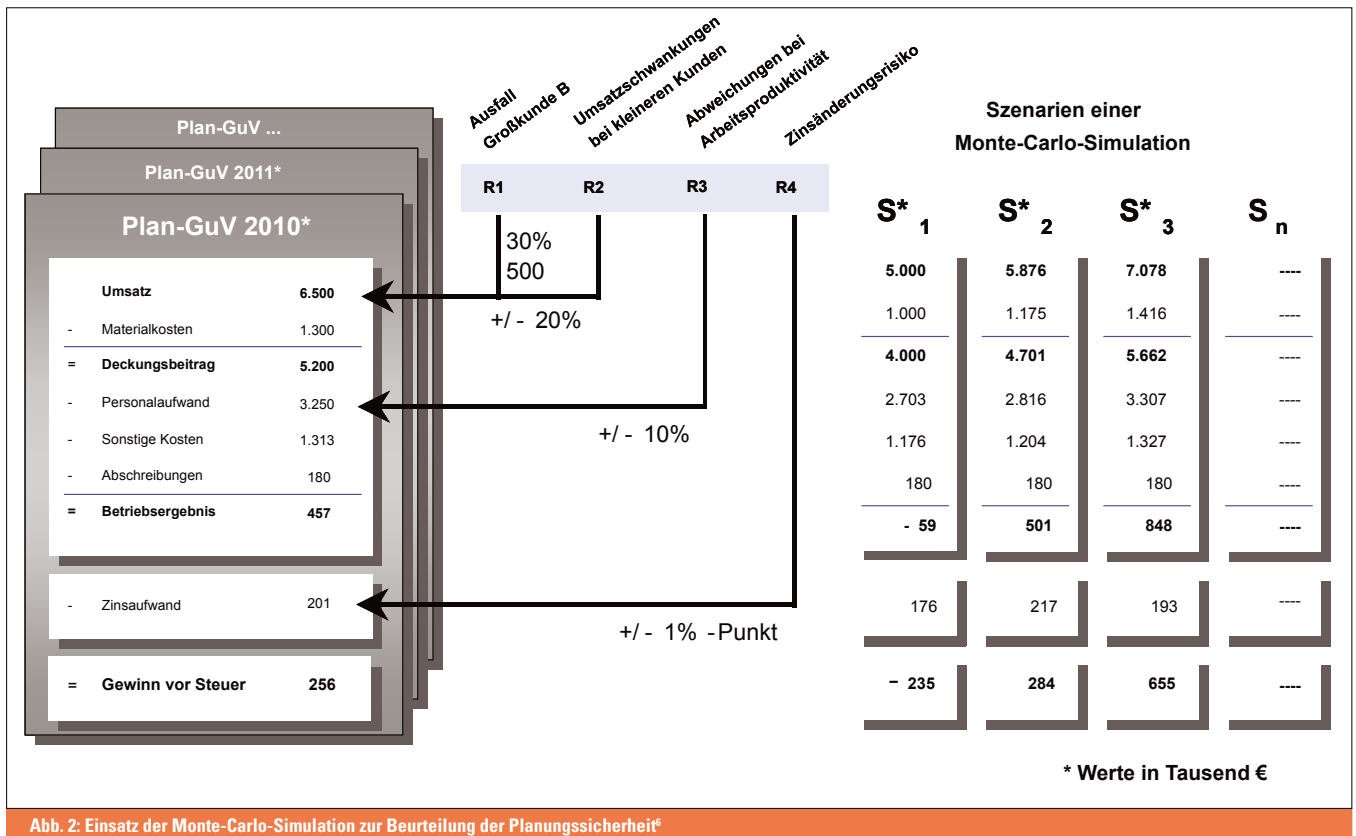 Plan-GuV ...
Plan-GuV 2011*
Plan-GuV 2010*
Umsatz 6.500
- Materialkosten 1.300
= Deckungsbeitrag 5.200
- Personalaufwand 3.250
- Sonstige Kosten 1.313
- Abschreibungen 180
= Betriebsergebnis 457
- Zinsaufwand 201
= Gewinn vor Steuer 256
Ausfall
Großkunde B
Umsatzschwankungen
bei kleineren Kunden
Abweichungen bei
Arbeitsproduktivität
Zinsänderungsrisiko
R1 R2 R3 R4
30%
500
+/ - 20%
+/ - 10%
+/ - 1% -Punkt
Szenarien einer
Monte-Carlo-Simulation
S* 1 S* 2 S* 3 S n
5.000 5.876 7.078 ----
1.000 1.175 1.416 ----
4.000 4.701 5.662 ----
2.703 2.816 3.307 ----
1.176 1.204 1.327 ----
180 180 180 ----
- 59 501 848 ----
176 217 193 ----
– 235 284 655 ----
* Werte in Tausend €
Abb. 2: Einsatz der Monte-Carlo-Simulation zur Beurteilung der Planungssicherheit⁶